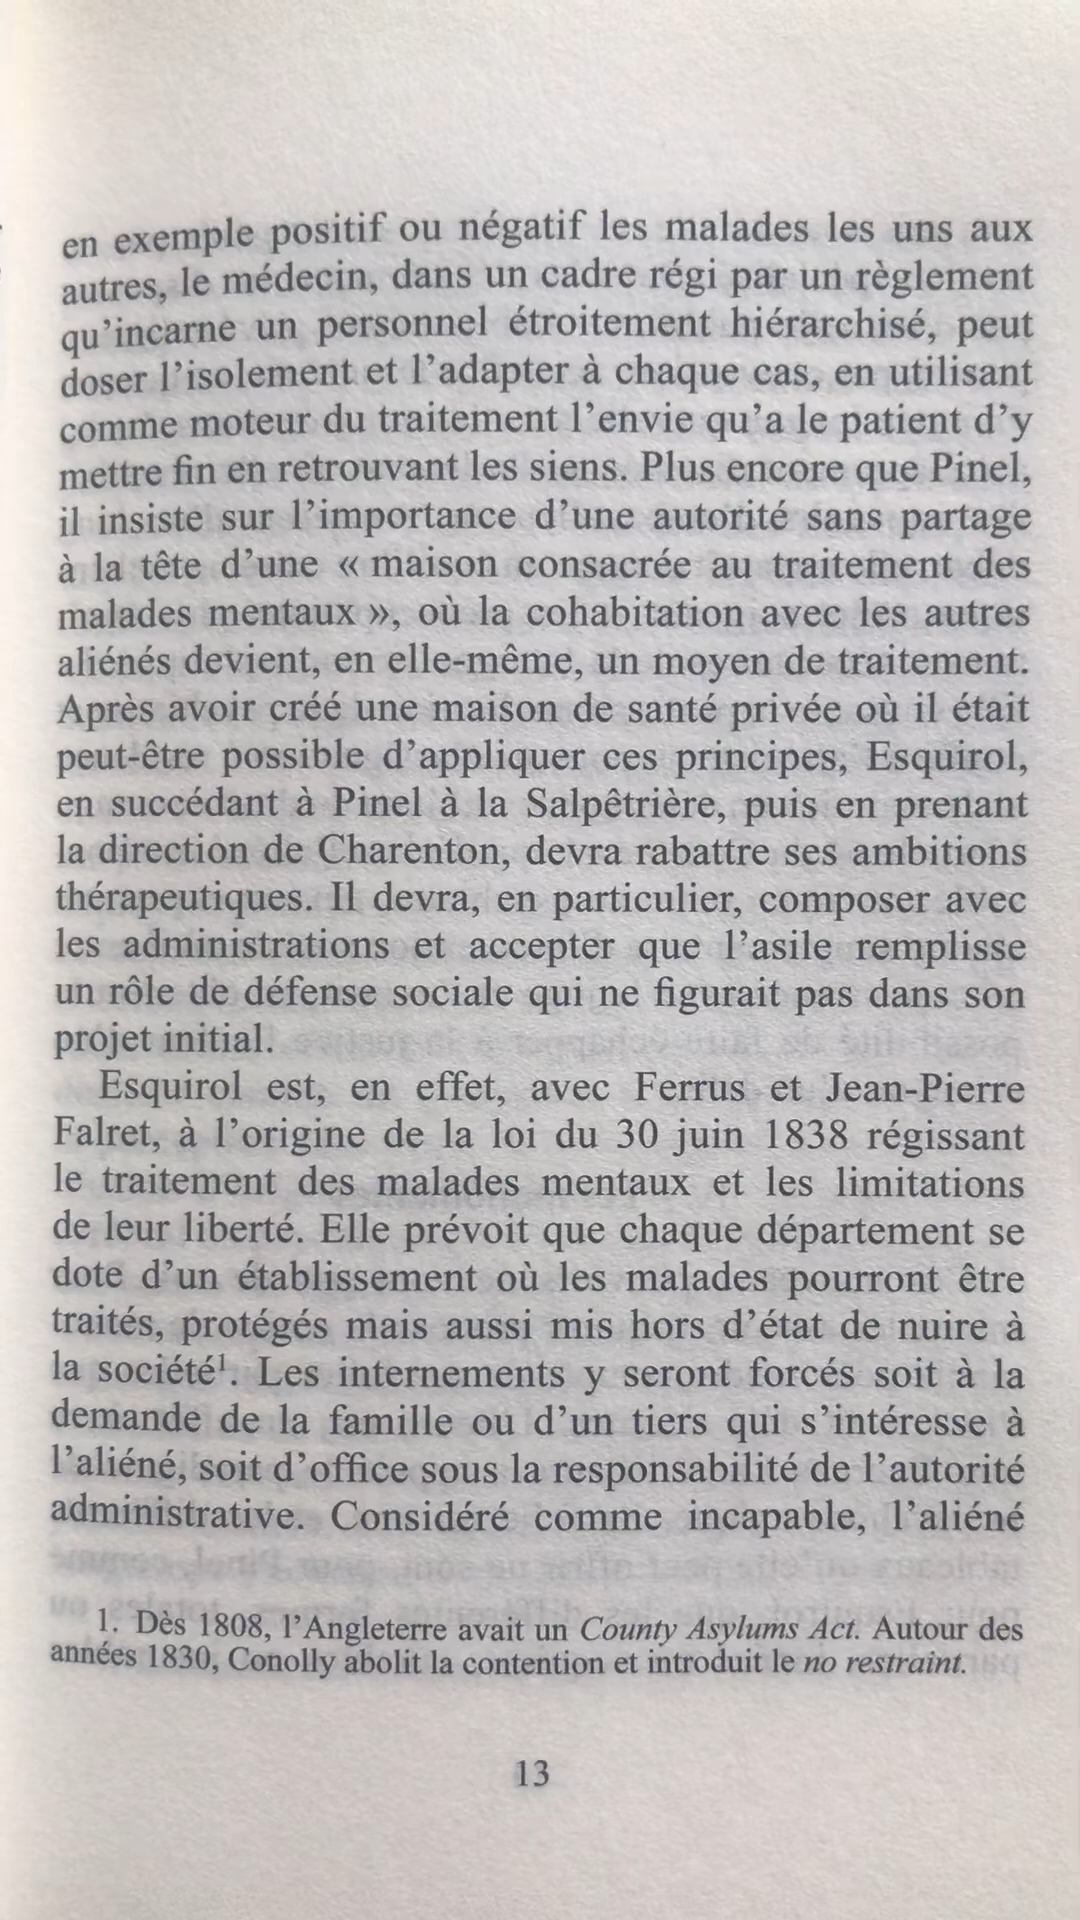 en exemple positif ou négatif les malades les uns aux
autres, le médecin, dans un cadre régi par un règlement
qu'incarne un personnel étroitement hiérarchisé, peut
doser l'isolement et l'adapter à chaque cas, en utilisant
comme moteur du traitement l'envie qu'a le patient d'y
mettre fin en retrouvant les siens. Plus encore que Pinel,
il insiste sur l'importance d'une autorité sans partage
à la tête d'une « maison consacrée au traitement des
malades mentaux », où la cohabitation avec les autres
aliénés devient, en elle-même, un moyen de traitement.
Après avoir créé une maison de santé privée où il était
peut-être possible d'appliquer ces principes, Esquirol,
en succédant à Pinel à la Salpêtrière, puis en prenant
la direction de Charenton, devra rabattre ses ambitions
thérapeutiques. Il devra, en particulier, composer avec
les administrations et accepter que l'asile remplisse
un rôle de défense sociale qui ne figurait pas dans son
projet initial.
Esquirol est, en effet, avec Ferrus et Jean-Pierre
Falret, à l'origine de la loi du 30 juin 1838 régissant
le traitement des malades mentaux et les limitations
de leur liberté. Elle prévoit que chaque département se
dote d'un établissement où les malades pourront être
traités, protégés mais aussi mis hors d'état de nuire à
la société¹. Les internements y seront forcés soit à la
demande de la famille ou d'un tiers qui s'intéresse à
l'aliéné, soit d'office sous la responsabilité de l'autorité
administrative. Considéré comme incapable, l'aliéné
1. Dès 1808, l'Angleterre avait un County Asylums Act. Autour des
années 1830, Conolly abolit la contention et introduit le no restraint.
13